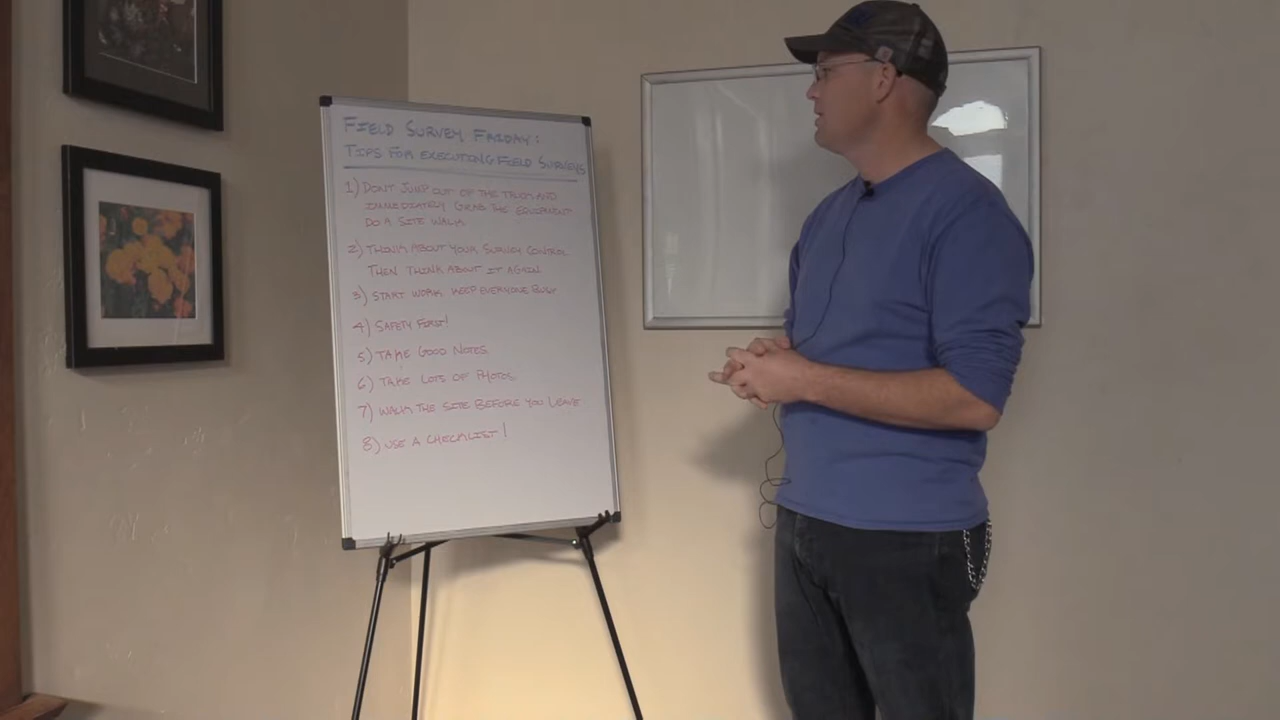 FIELD SURVEY FRIDAY:
TIPS FOR EXECUTING FIELD SURVEYS
1) DON'T JUMP OUT OF THE TRUCK AND
IMMEDIATELY GRAB THE EQUIPMENT
DO A SITE WALK
2) THINK ABOUT YOUR SURVEY CONTROL
THEN THINK ABOUT IT AGAIN
3) START WORK KEEP EVERYONE BUSY
4) SAFETY FIRST!
5) TAKE GOOD NOTES
6) TAKE LOTS OF PHOTOS
7) WALK THE SITE BEFORE YOU LEAVE
8) USE A CHECKLIST!